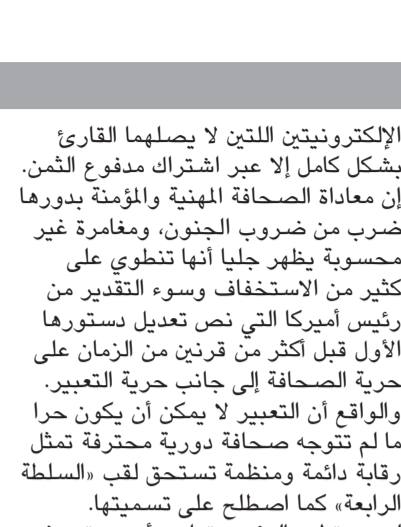 الإلكترونيتين اللتين لا يصلهما القارئ
بشكل كامل إلا عبر اشتراك مدفوع الثمن.
إن معاداة الصحافة المهنية والمؤمنة بدورها
ضرب من ضروب الجنون، ومغامرة غير
محسوبة يظهر جليا أنها تنطوي على
كثير من الاستخفاف وسوء التقدير من
رئيس أميركا التي نص تعديل دستورها
الأول قبل أكثر من قرنين من الزمان على
حرية الصحافة إلى جانب حرية التعبير.
والواقع أن التعبير لا يمكن أن يكون حرا
ما لم تتوجه صحافة دورية محترفة تمثل
رقابة دائمة ومنظمة تستحق لقب «السلطة
الرابعة» كما اصطلح على تسميتها.